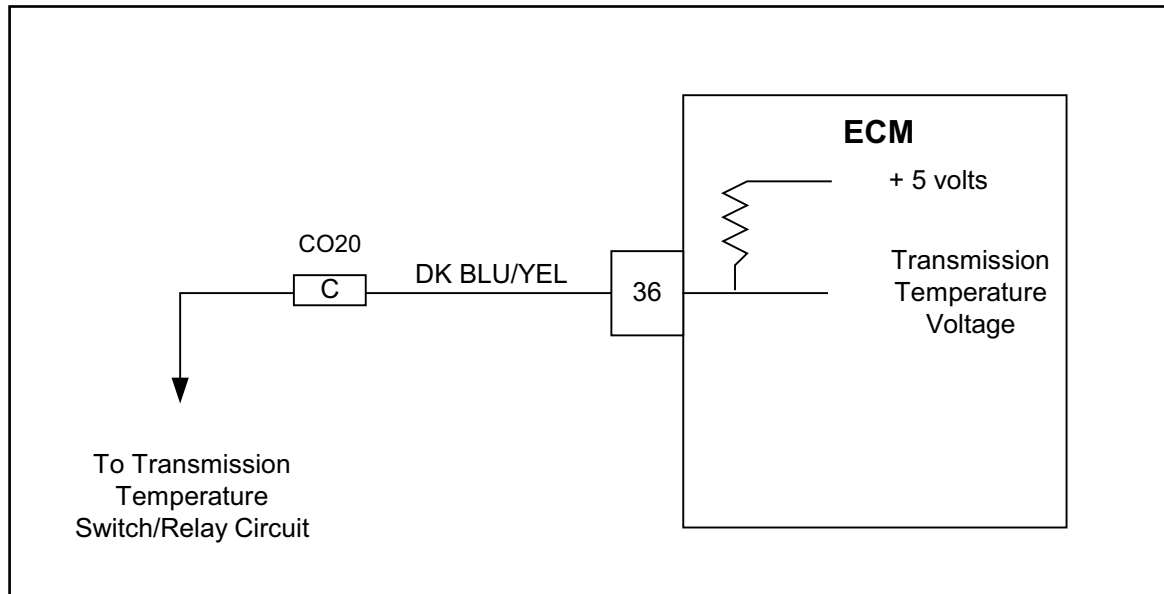 ECM
+ 5 volts
CO20
C
DK BLU/YEL
36
Transmission
Temperature
Voltage
To Transmission
Temperature
Switch/Relay Circuit